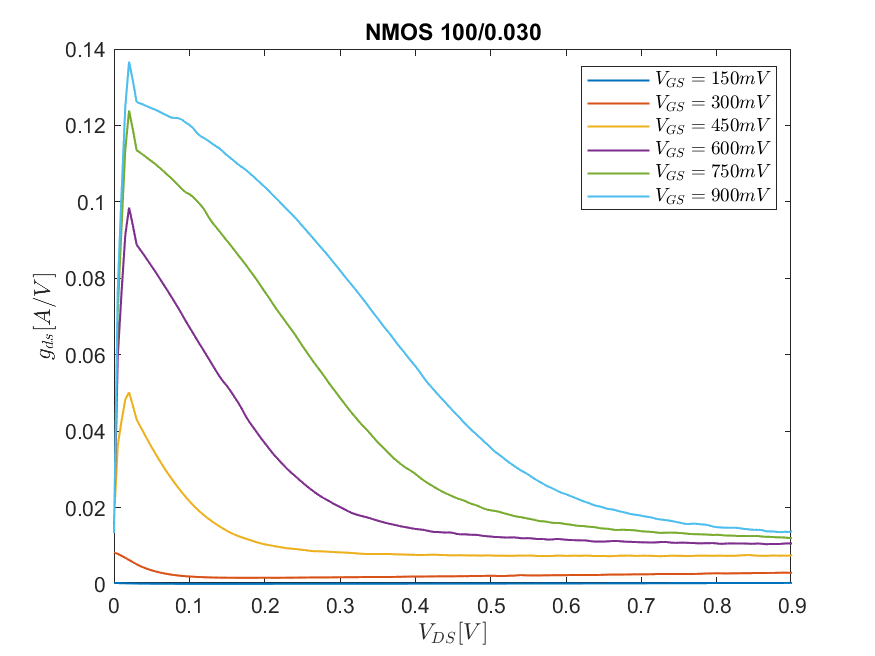 NMOS 100/0.030
0.14
0.12
0.1
0.08
0.06
0.04
0.02
0
g_ds[A/V]
V_GS = 150mV
V_GS = 300mV
V_GS = 450mV
V_GS = 600mV
V_GS = 750mV
V_GS = 900mV
0 0.1 0.2 0.3 0.4 0.5 0.6 0.7 0.8 0.9
V_DS[V]